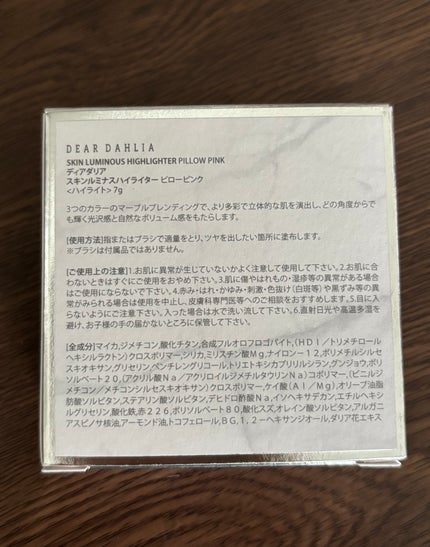 DEAR DAHLIA
SKIN LUMINOUS HIGHLIGHTER PILLOW PINK
ディアダリア
スキンルミナスハイライター ピローピンク
<ハイライト> 7g
3つのカラーのマーブルブレンディングで、より多彩で立体的な肌を演出し、どの角度からで
も輝く光沢感と自然なボリューム感をもたらします。
[使用方法]指またはブラシで適量をとり、ツヤを出したい箇所に塗布します。
※ブラシは付属品ではありません。
[ご使用上の注意]1.お肌に異常が生じていないかよく注意して使用して下さい。2.お肌に合
わないときはすぐにご使用をおやめ下さい。3.肌に傷やはれもの・湿疹等の異常がある場合
はご使用にならないで下さい。4.赤み・はれ・かゆみ・刺激・色抜け(白斑等)や黒ずみ等の異
常がみられる場合は使用を中止し、皮膚科専門医等へのご相談をおすすめします。5.目に入
らないようにご注意下さい。入った場合は水で洗い流して下さい。6.直射日光や高温多湿を
避け、お子様の手の届かないところに保管して下さい。
[全成分]マイカ,ジメチコン,合成フルオロフロゴパイト,(HDI/トリメチロールヘ
キシルラクトン)クロスポリマー,シリカ,ミリスチン酸Mg,ナイロン－12,ポリメチルシルセ
スキオキサン,グリセリン,ペンチレングリコール,トリエトキシカプリリルシラン,グンジョウ,ポリ
ソルベート20,(アクリル酸Na/アクリロイルジメチルタウリンNa)コポリマー,(ビニルジ
メチコン/メチコンシルセスキオキサン)クロスポリマー,ケイ酸(Al/Mg),オリーブ油脂
肪酸ソルビタン,ステアリン酸ソルビタン,デヒドロ酢酸Na,イソヘキサデカン,エチルヘキシ
ルグリセリン,酸化鉄,赤226,ポリソルベート80,酸化スズ,オレイン酸ソルビタン,アルガニ
アスピノサ核油,アーモンド油,トコフェロール,BG,1,2－ヘキサンジオール,ダリア花エキス